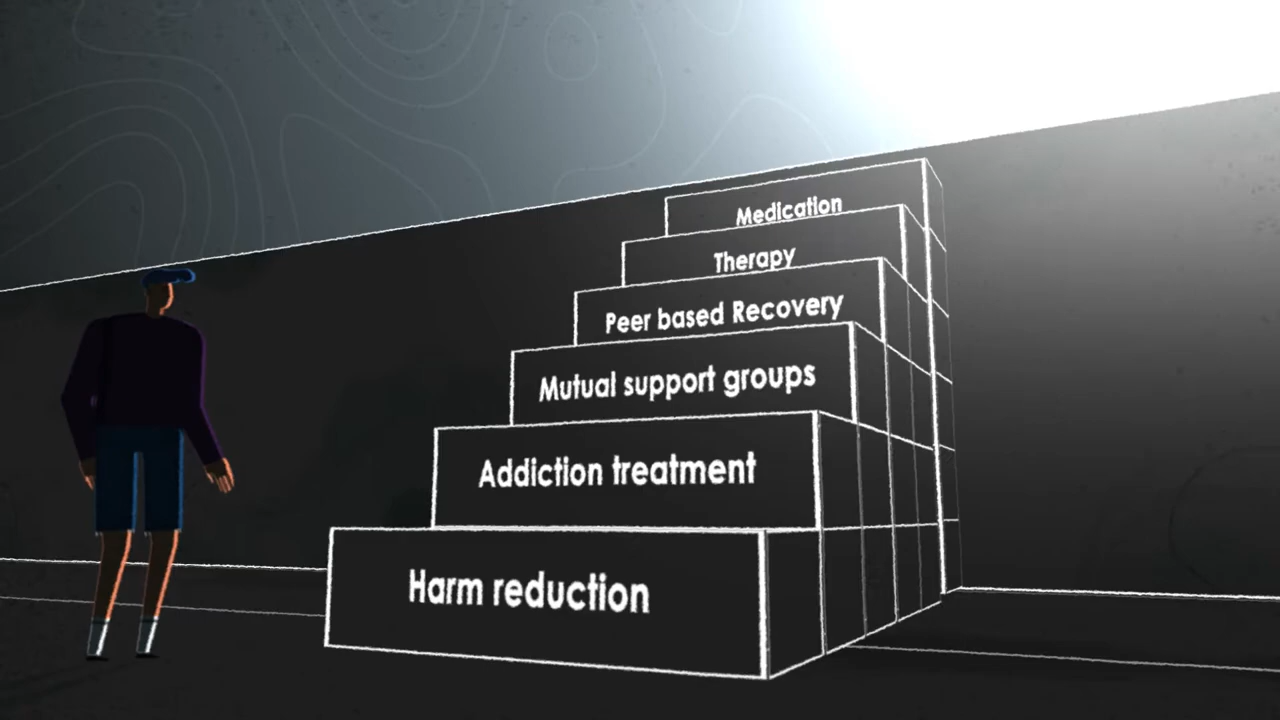 Medication
Therapy
Peer based Recovery
Mutual support groups
Addiction treatment
Harm reduction